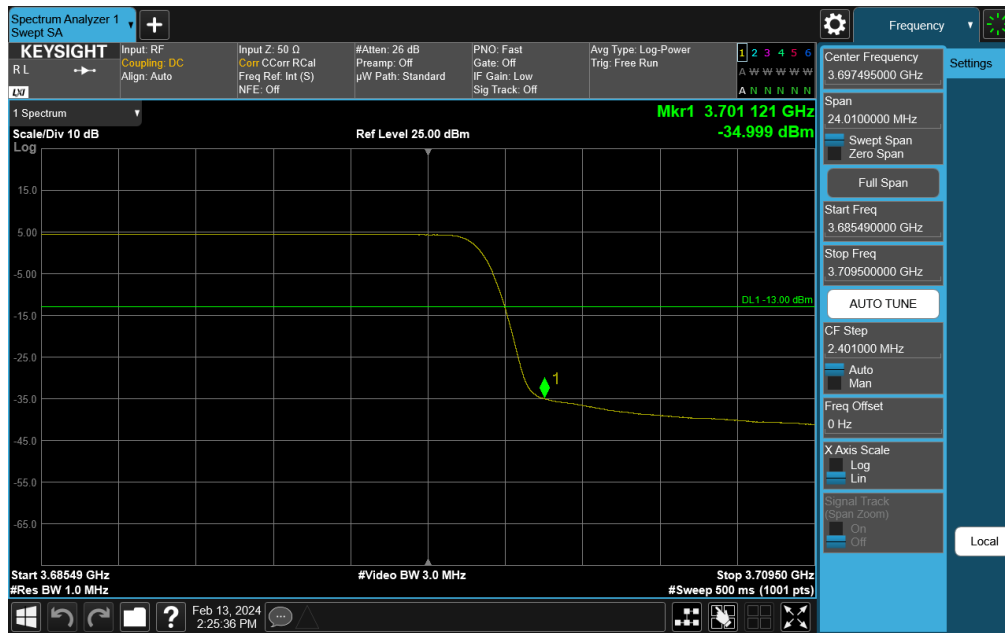 Spectrum Analyzer 1
Swept SA
Frequency
KEYSIGHT
R L
LXI
Input: RF
Coupling: DC
Align: Auto
Input Z: 50 Ω
Corr CCorr RCal
Freq Ref: Int (S)
NFE: Off
#Atten: 26 dB
Preamp: Off
µW Path: Standard
PNO: Fast
Gate: Off
IF Gain: Low
Sig Track: Off
Avg Type: Log-Power
Trig: Free Run
1 2 3 4 5 6
A W W W W W
A N N N N N
1 Spectrum
Scale/Div 10 dB
Log
Ref Level 25.00 dBm
Mkr1 3.701 121 GHz
-34.999 dBm
15.0
5.00
-5.00
-15.0
-25.0
-35.0
-45.0
-55.0
-65.0
DL1 -13.00 dBm
1
Start 3.68549 GHz
#Res BW 1.0 MHz
#Video BW 3.0 MHz
Stop 3.70950 GHz
#Sweep 500 ms (1001 pts)
Center Frequency
3.697495000 GHz
Span
24.0100000 MHz
Swept Span
Zero Span
Full Span
Start Freq
3.685490000 GHz
Stop Freq
3.709500000 GHz
AUTO TUNE
CF Step
2.401000 MHz
Auto
Man
Freq Offset
0 Hz
X Axis Scale
Log
Lin
Signal Track
(Span Zoom)
On
Off
Settings
Local
?
Feb 13, 2024
2:25:36 PM